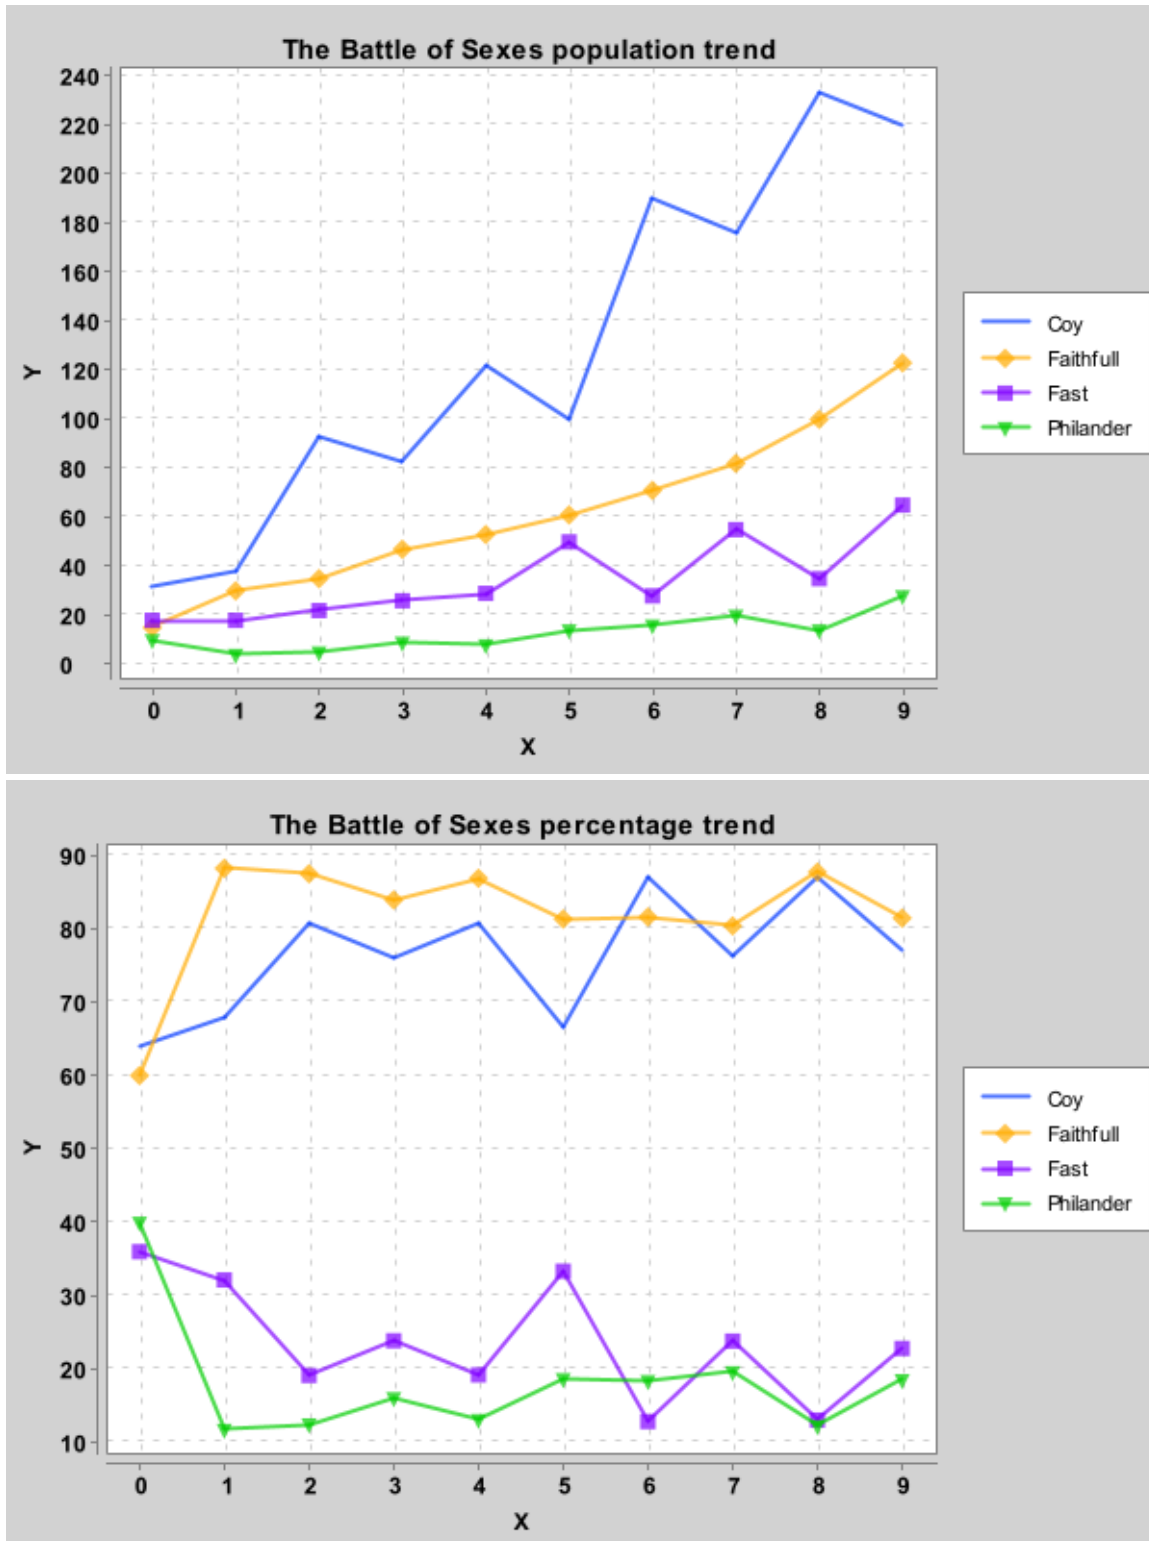 The Battle of Sexes population trend
240
220
200
180
160
140
120
100
80
60
40
20
0
Y
0 1 2 3 4 5 6 7 8 9
X
Coy
Faithfull
Fast
Philander
The Battle of Sexes percentage trend
90
80
70
60
50
40
30
20
10
Y
0 1 2 3 4 5 6 7 8 9
X
Coy
Faithfull
Fast
Philander